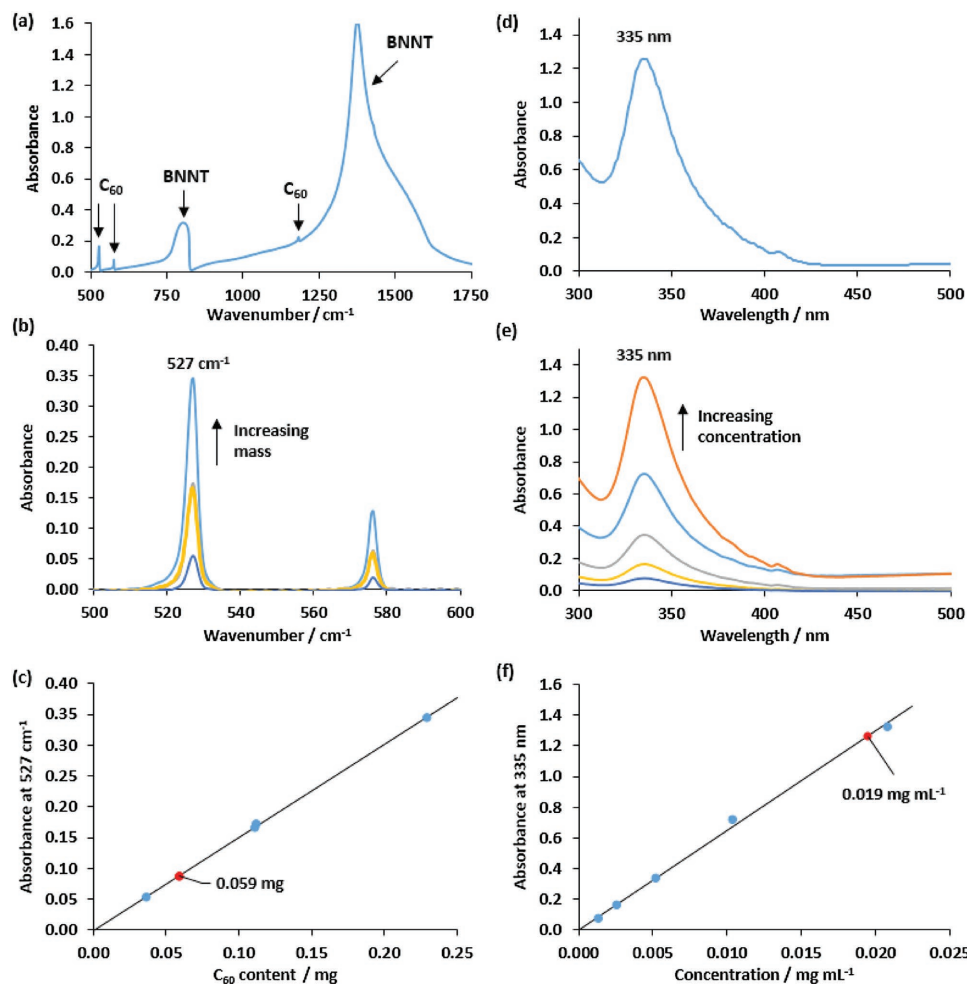 (a)
1.6
1.4
1.2
1.0
0.8
0.6
0.4
0.2
0.0
Absorbance
C₆₀
BNNT
C₆₀
BNNT
500 750 1000 1250 1500 1750
Wavenumber / cm⁻¹
(b)
0.40
0.35
0.30
0.25
0.20
0.15
0.10
0.05
0.00
Absorbance
527 cm⁻¹
Increasing
mass
500 520 540 560 580 600
Wavenumber / cm⁻¹
(c)
0.40
0.35
0.30
0.25
0.20
0.15
0.10
0.05
0.00
Absorbance at 527 cm⁻¹
0.059 mg
0.00 0.05 0.10 0.15 0.20 0.25
C₆₀ content / mg
(d)
1.4
1.2
1.0
0.8
0.6
0.4
0.2
0.0
Absorbance
335 nm
300 350 400 450 500
Wavelength / nm
(e)
1.4
1.2
1.0
0.8
0.6
0.4
0.2
0.0
Absorbance
335 nm
Increasing
concentration
300 350 400 450 500
Wavelength / nm
(f)
1.6
1.4
1.2
1.0
0.8
0.6
0.4
0.2
0.0
Absorbance at 335 nm
0.019 mg mL⁻¹
0.000 0.005 0.010 0.015 0.020 0.025
Concentration / mg mL⁻¹